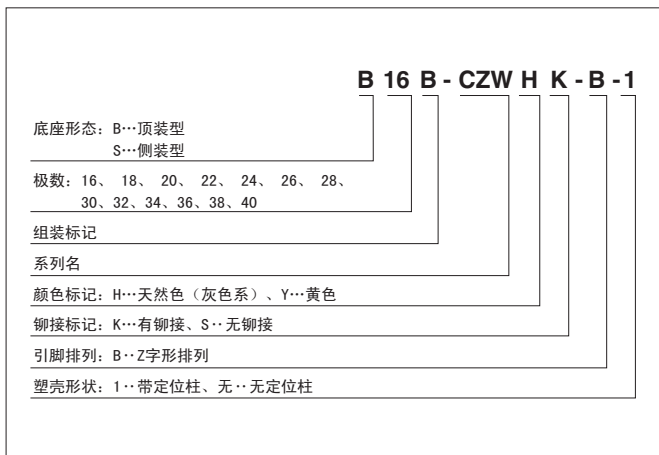 B 16 B - CZW H K - B - 1
底座形态：B…顶装型
S…侧装型
极数：16、 18、 20、 22、 24、 26、 28、
30、32、34、36、38、40
组装标记
系列名
颜色标记：H…天然色（灰色系）、Y…黄色
铆接标记：K…有铆接、S‥无铆接
引脚排列：B‥Z字形排列
塑壳形状：1‥带定位柱、无‥无定位柱